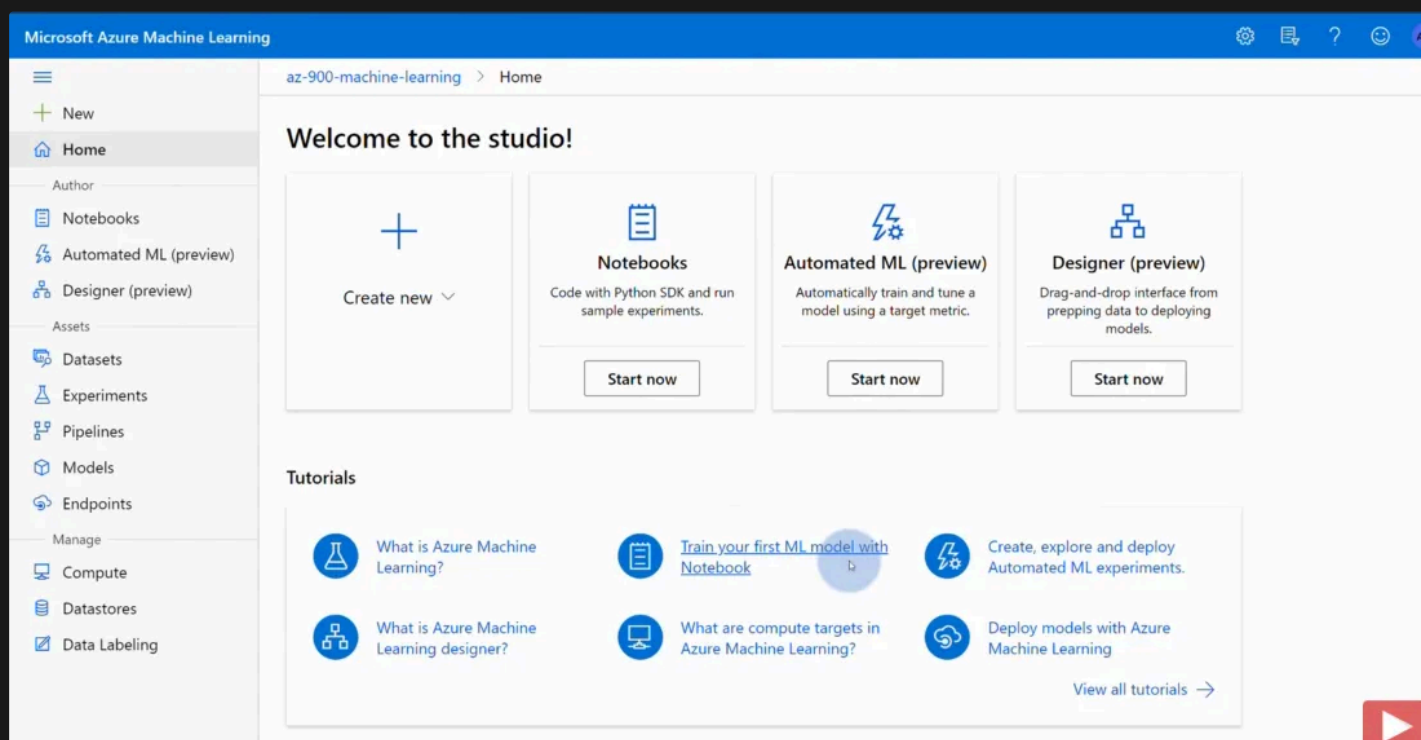 Microsoft Azure Machine Learning
?
az-900-machine-learning > Home
New
Home
Author
Notebooks
Automated ML (preview)
Designer (preview)
Assets
Datasets
Experiments
Pipelines
Models
Endpoints
Manage
Compute
Datastores
Data Labeling
Welcome to the studio!
Create new
Notebooks
Code with Python SDK and run
sample experiments.
Start now
Automated ML (preview)
Automatically train and tune a
model using a target metric.
Start now
Designer (preview)
Drag-and-drop interface from
prepping data to deploying
models.
Start now
Tutorials
What is Azure Machine
Learning?
Train your first ML model with
Notebook
Create, explore and deploy
Automated ML experiments.
What is Azure Machine
Learning designer?
What are compute targets in
Azure Machine Learning?
Deploy models with Azure
Machine Learning
View all tutorials